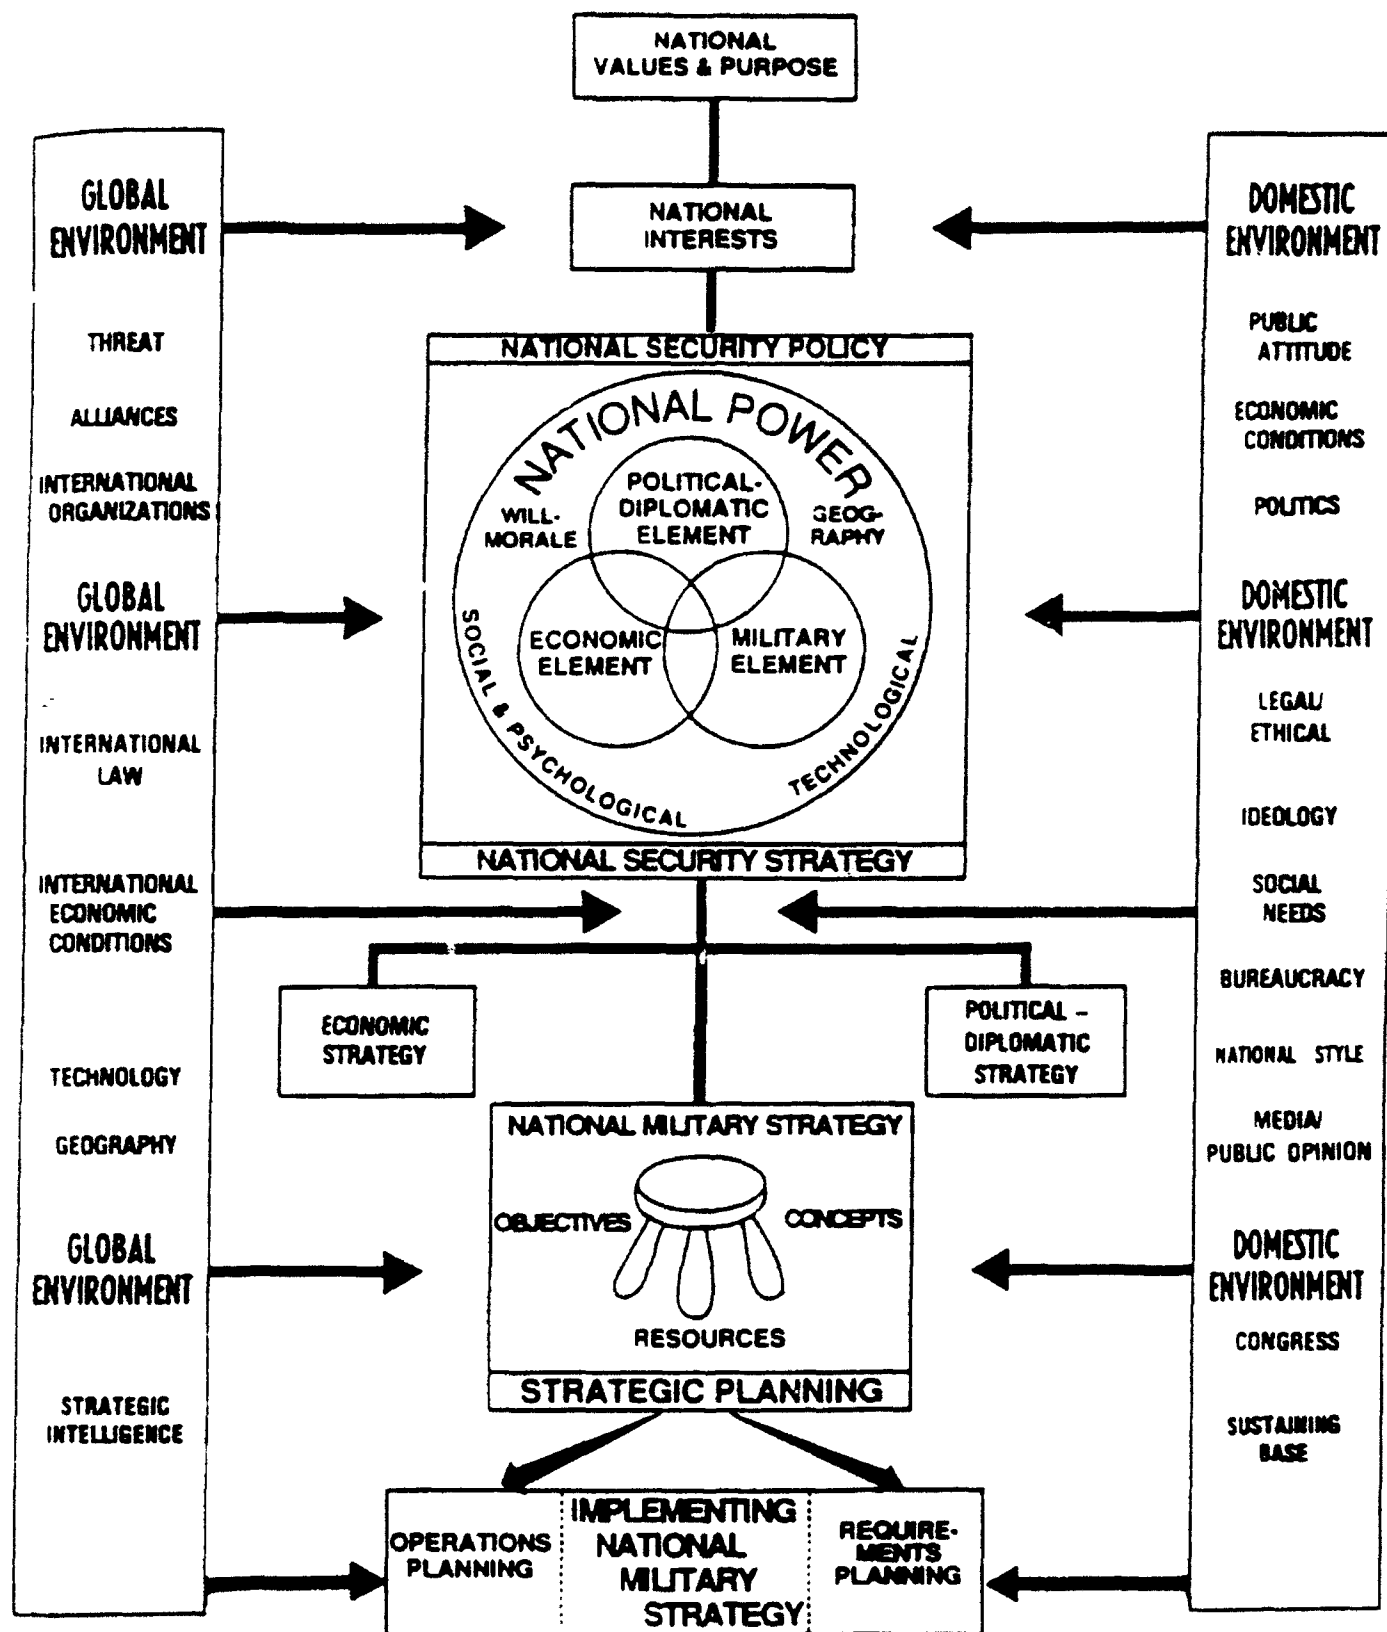 NATIONAL
VALUES & PURPOSE
NATIONAL
INTERESTS
GLOBAL
ENVIRONMENT
THREAT
ALLIANCES
INTERNATIONAL
ORGANIZATIONS
GLOBAL
ENVIRONMENT
INTERNATIONAL
LAW
INTERNATIONAL
ECONOMIC
CONDITIONS
TECHNOLOGY
GEOGRAPHY
GLOBAL
ENVIRONMENT
STRATEGIC
INTELLIGENCE
NATIONAL SECURITY POLICY
NATIONAL POWER
POLITICAL-
DIPLOMATIC
ELEMENT
WILL-
MORALE
GEOG-
RAPHY
ECONOMIC
ELEMENT
MILITARY
ELEMENT
SOCIAL & PSYCHOLOGICAL
TECHNOLOGICAL
NATIONAL SECURITY STRATEGY
ECONOMIC
STRATEGY
POLITICAL -
DIPLOMATIC
STRATEGY
NATIONAL MILITARY STRATEGY
OBJECTIVES
CONCEPTS
RESOURCES
STRATEGIC PLANNING
OPERATIONS
PLANNING
IMPLEMENTING
NATIONAL
MILITARY
STRATEGY
REQUIRE-
MENTS
PLANNING
DOMESTIC
ENVIRONMENT
PUBLIC
ATTITUDE
ECONOMIC
CONDITIONS
POLITICS
DOMESTIC
ENVIRONMENT
LEGAL/
ETHICAL
IDEOLOGY
SOCIAL
NEEDS
BUREAUCRACY
NATIONAL STYLE
MEDIA/
PUBLIC OPINION
DOMESTIC
ENVIRONMENT
CONGRESS
SUSTAINING
BASE